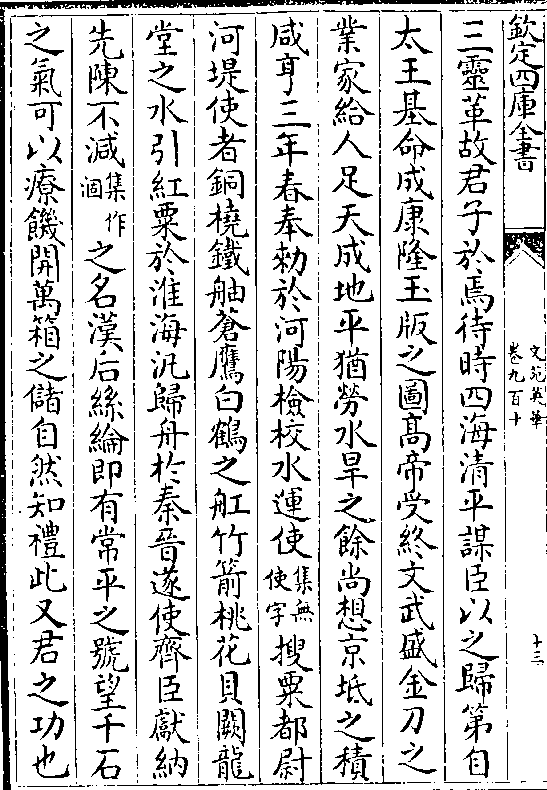 欽定四庫全書
文苑英華
卷九百十
十三
三靈革故君子於焉待時四海清平謀臣以之歸第自
太王基命成康隆玉版之圖髙帝受終文武盛金刀之
業家給人足天成地平猶勞水旱之餘尚想京坻之積
咸亨三年春奉勑於河陽檢校水運使集無使字搜粟都尉
河堤使者銅橈鐵舳蒼鷹白鶴之舡竹箭桃花貝闕龍
堂之水引紅粟於淮海汎歸舟於秦晉遂使齊臣獻納
先陳不減集作涸之名漢后絲綸即有常平之號望千石
之氣可以療饑開萬箱之儲自然知禮此又君之功也